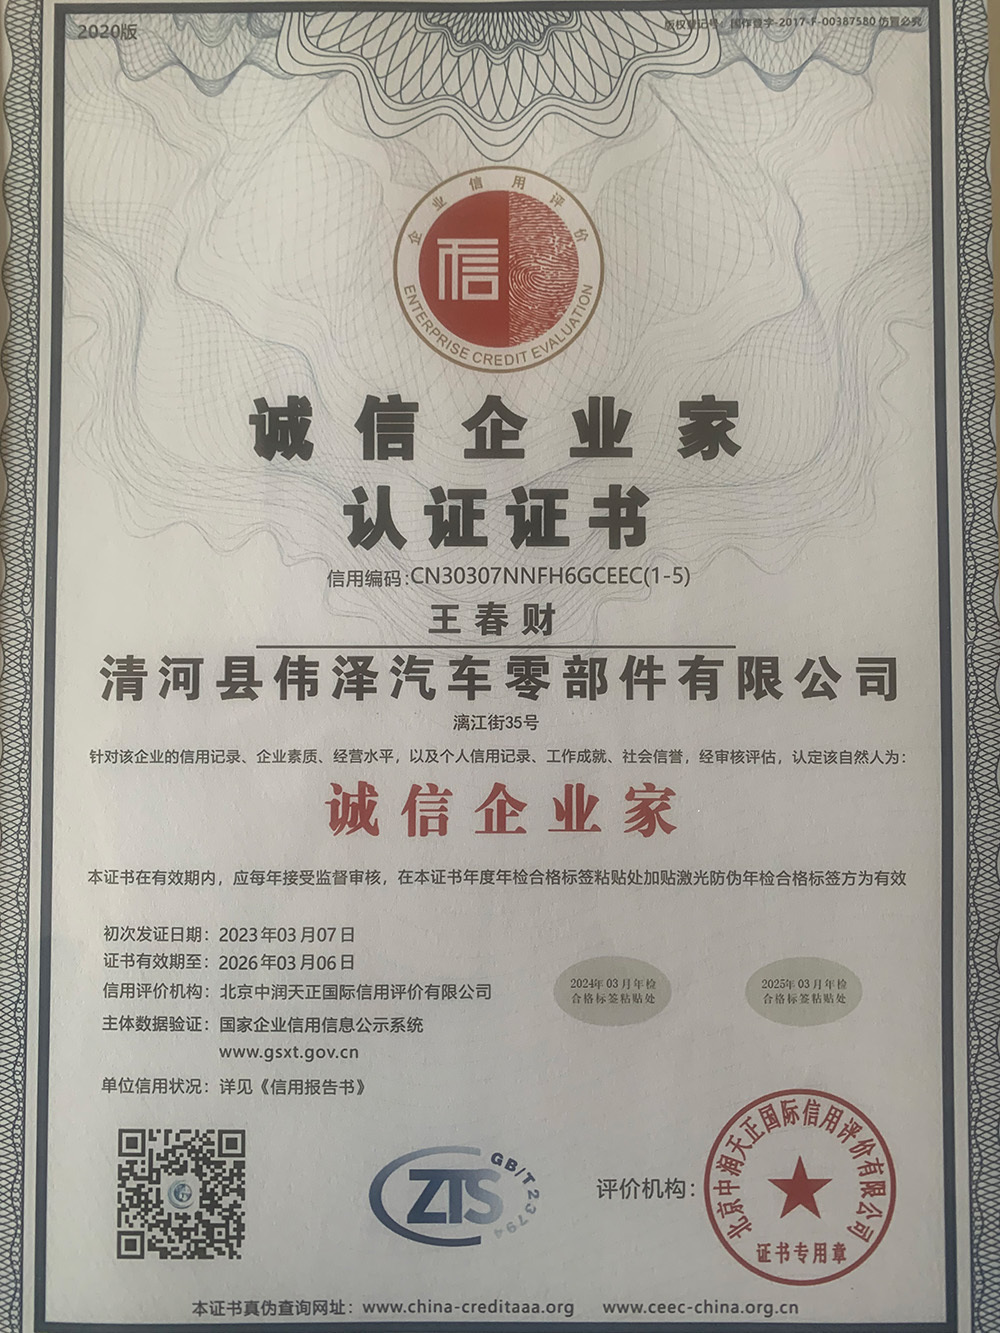 2020版
版权登记号：国作登字-2017-F-00387580 仿冒必究
企业信用评价
信
ENTERPRISE CREDIT EVALUATION
诚信企业家
认证证书
信用编码:CN30307NNFH6GCEEC(1-5)
王春财
清河县伟泽汽车零部件有限公司
漓江街35号
针对该企业的信用记录、企业素质、经营水平，以及个人信用记录、工作成就、社会信誉，经审核评估，认定该自然人为：
诚信企业家
本证书在有效期内，应每年接受监督审核，在本证书年度年检合格标签粘贴处加贴激光防伪年检合格标签方为有效
初次发证日期：2023年03月07日
证书有效期至：2026年03月06日
信用评价机构：北京中润天正国际信用评价有限公司
主体数据验证：国家企业信用信息公示系统
www.gsxt.gov.cn
单位信用状况：详见《信用报告书》
2024年03月年检
合格标签粘贴处
2025年03月年检
合格标签粘贴处
ZTS
GB/T23794
评价机构：
北京中润天正国际信用评价有限公司
证书专用章
本证书真伪查询网址：www.china-creditaaa.org www.ceec-china.org.cn